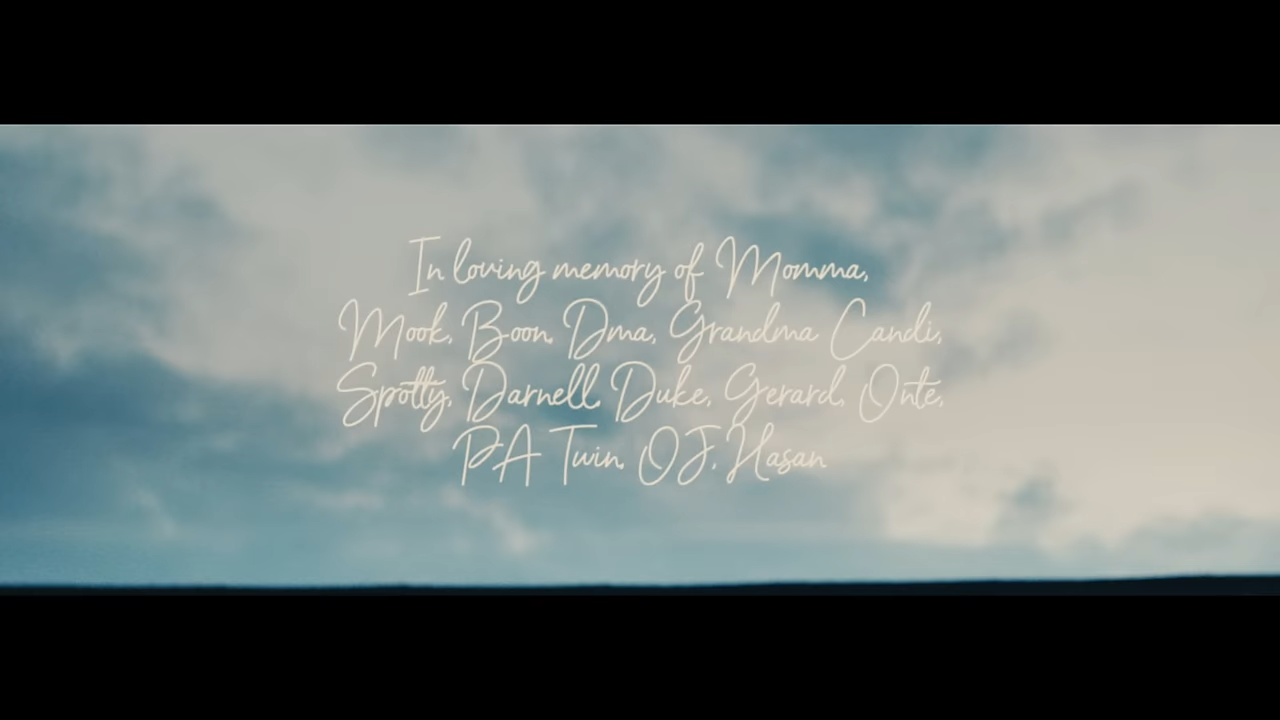 In loving memory of Momma,
Mook, Boon, Dma, Grandma Candi,
Spotty, Darnell, Duke, Gerard, Onte,
PA Twin, OJ, Hasan